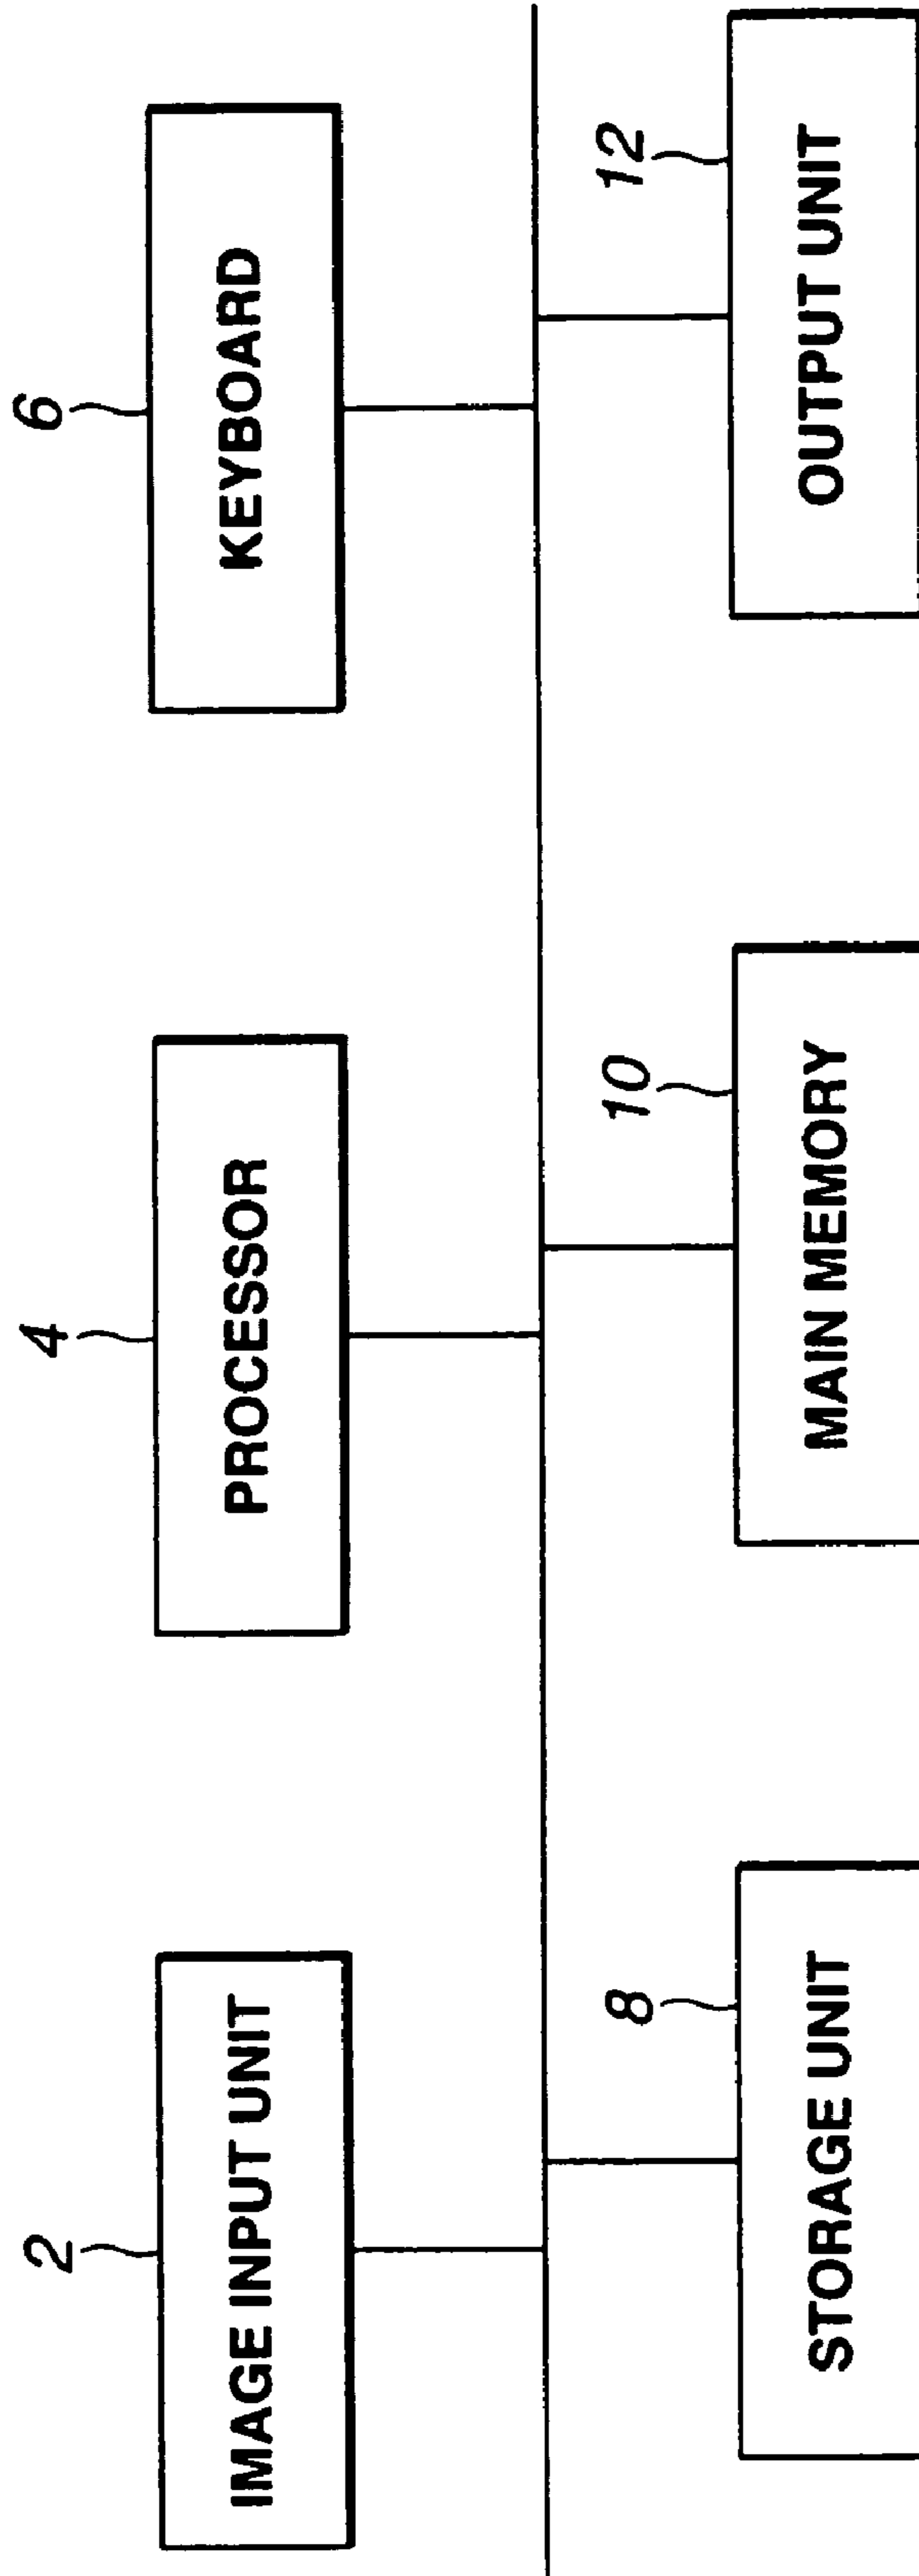 2
IMAGE INPUT UNIT
4
PROCESSOR
6
KEYBOARD
8
STORAGE UNIT
10
MAIN MEMORY
12
OUTPUT UNIT